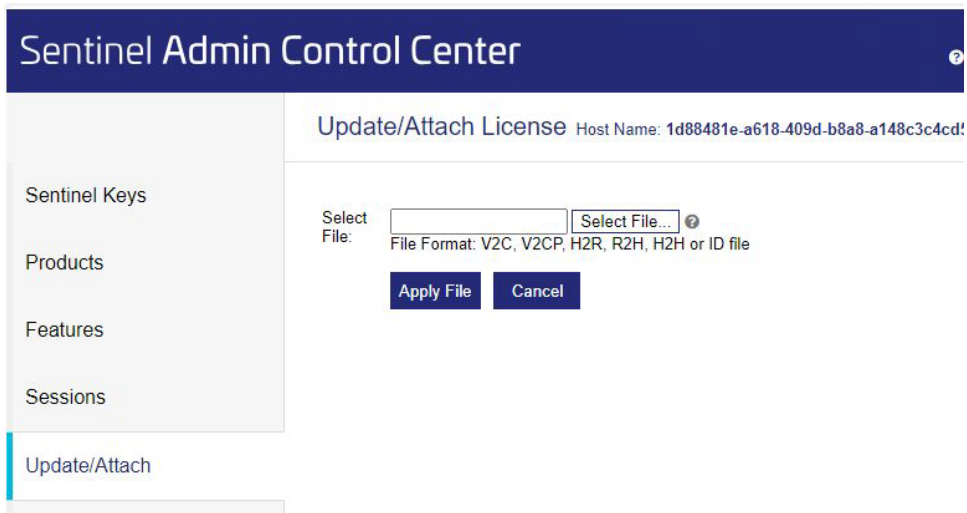 Sentinel Admin Control Center
Update/Attach License Host Name: 1d88481e-a618-409d-b8a8-a148c3c4cd5
Sentinel Keys
Products
Features
Sessions
Update/Attach
Select File:
Select File...
File Format: V2C, V2CP, H2R, R2H, H2H or ID file
Apply File Cancel